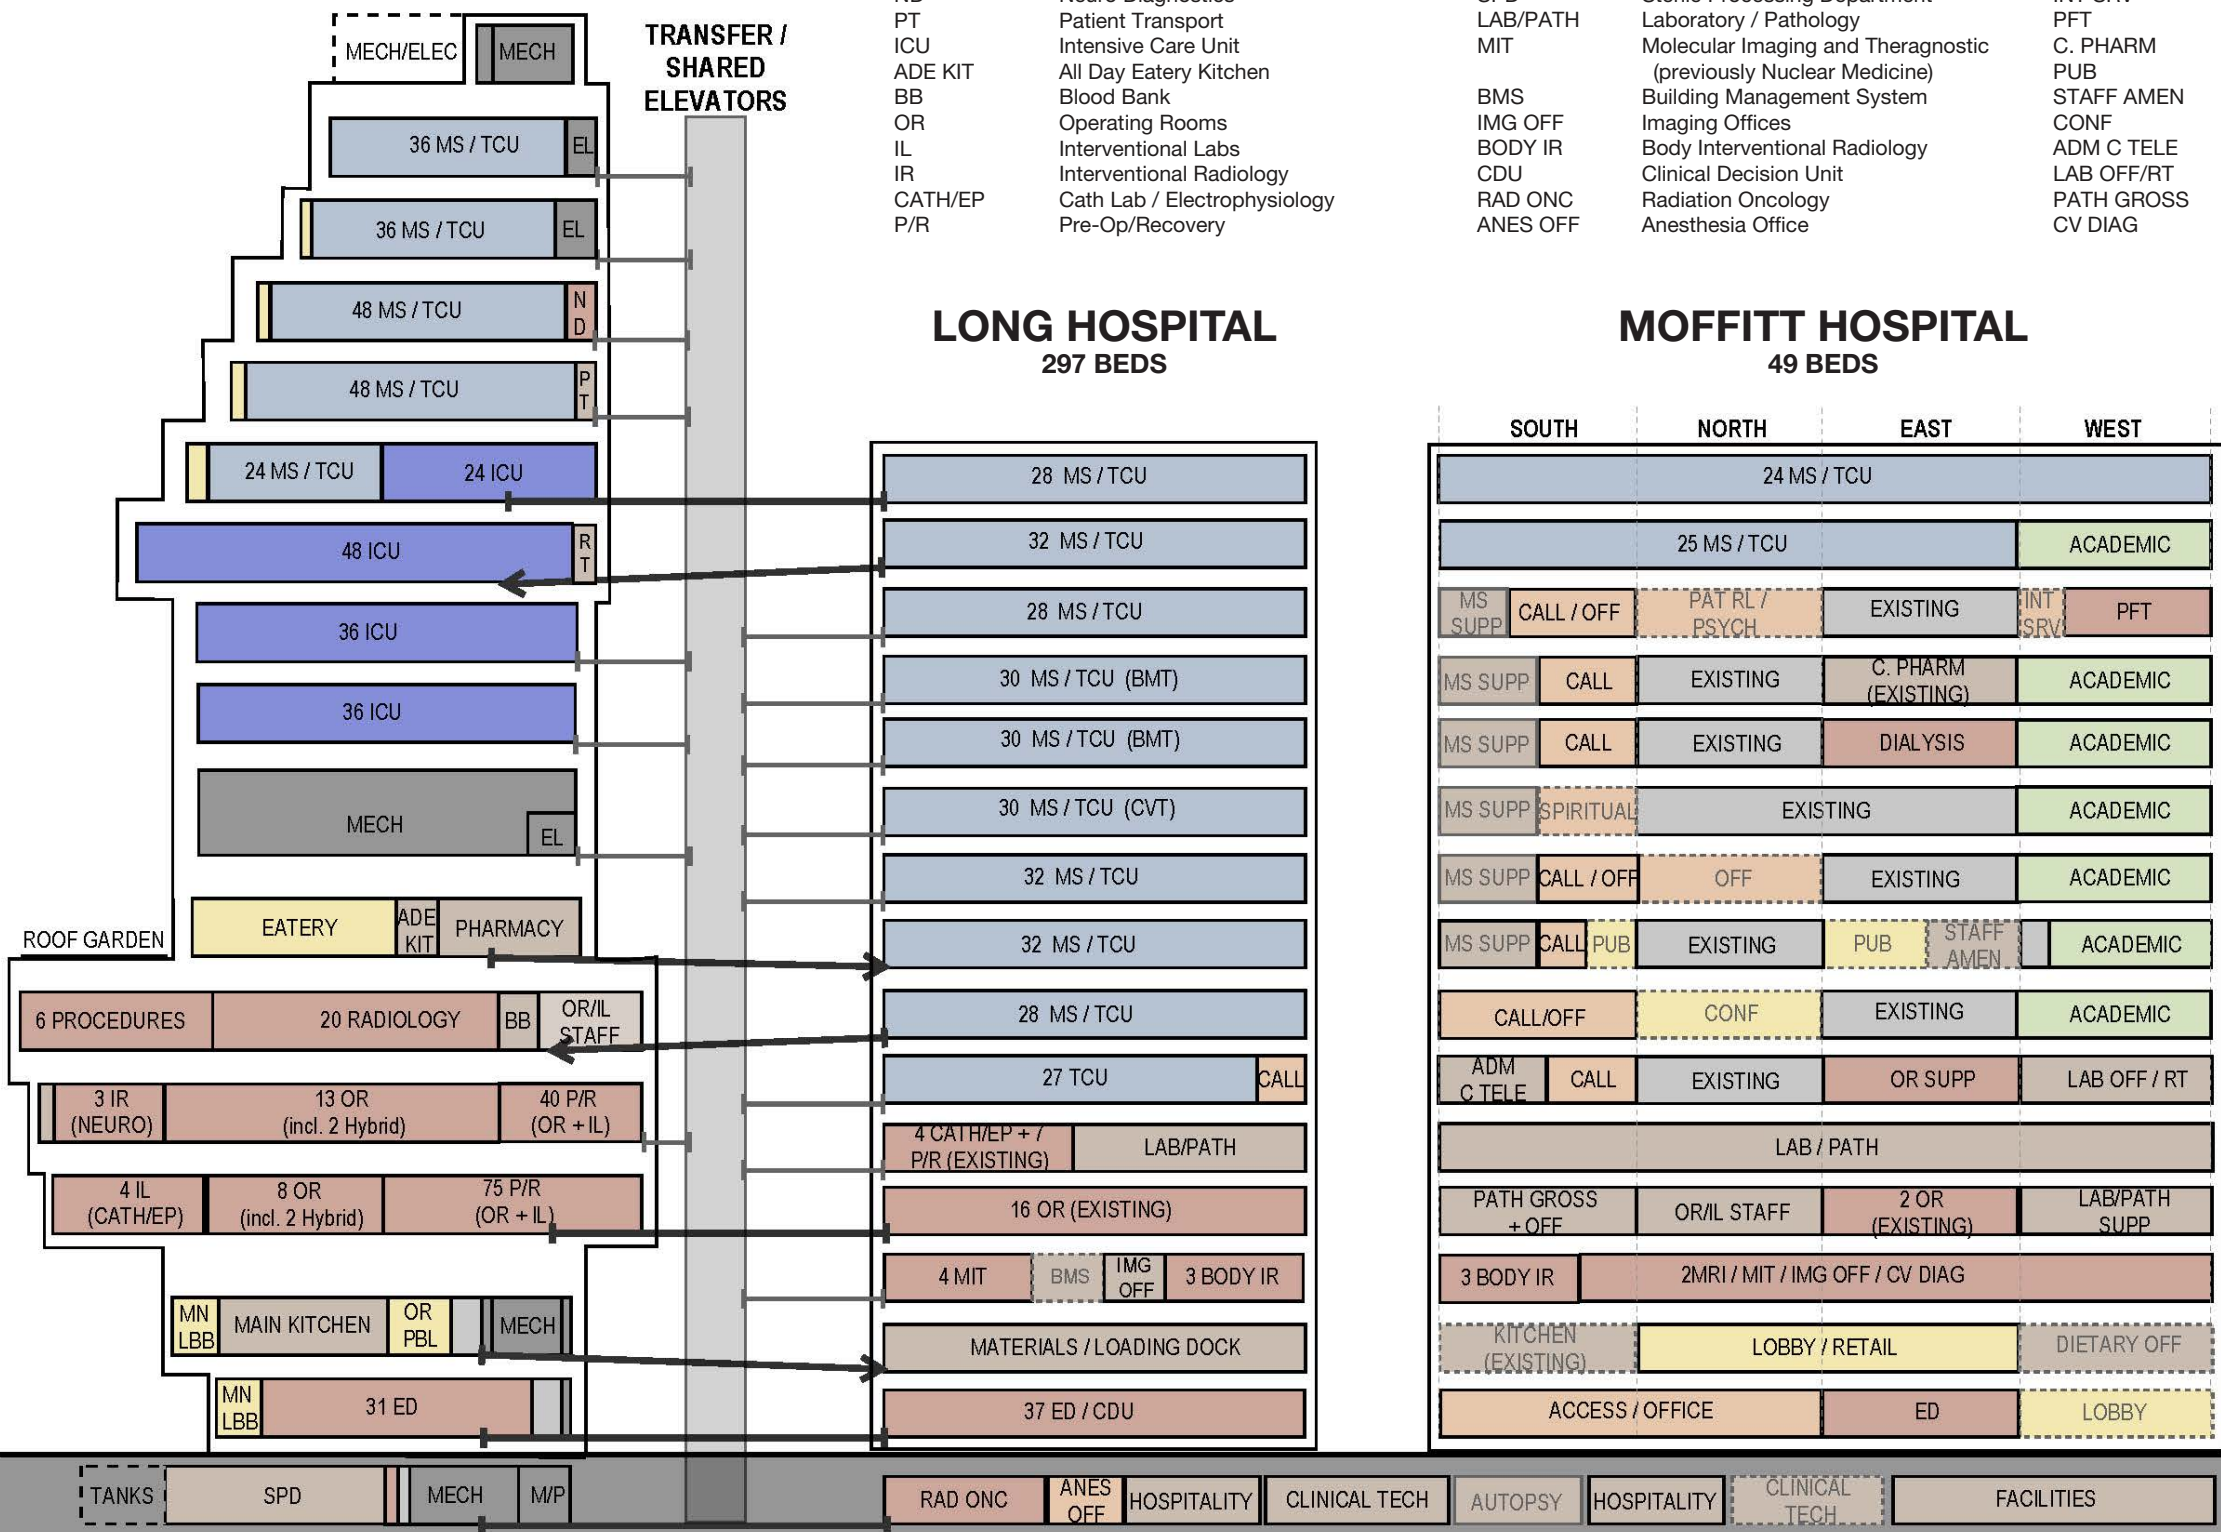 PT Patient Transport
ICU Intensive Care Unit
ADE KIT All Day Eatery Kitchen
BB Blood Bank
OR Operating Rooms
IL Interventional Labs
IR Interventional Radiology
CATH/EP Cath Lab / Electrophysiology
P/R Pre-Op/Recovery
LAB/PATH Laboratory / Pathology
MIT Molecular Imaging and Theragnostic
(previously Nuclear Medicine)
BMS Building Management System
IMG OFF Imaging Offices
BODY IR Body Interventional Radiology
CDU Clinical Decision Unit
RAD ONC Radiation Oncology
ANES OFF Anesthesia Office
PFT
C. PHARM
PUB
STAFF AMEN
CONF
ADM C TELE
LAB OFF/RT
PATH GROSS
CV DIAG
TRANSFER /
SHARED
ELEVATORS
MECH/ELEC
MECH
36 MS / TCU
EL
36 MS / TCU
EL
48 MS / TCU
N
D
48 MS / TCU
P
T
24 MS / TCU
24 ICU
48 ICU
R
T
36 ICU
36 ICU
MECH
EL
EATERY
ADE
KIT
PHARMACY
ROOF GARDEN
6 PROCEDURES
20 RADIOLOGY
BB
OR/IL
STAFF
3 IR
(NEURO)
13 OR
(incl. 2 Hybrid)
40 P/R
(OR + IL)
4 IL
(CATH/EP)
8 OR
(incl. 2 Hybrid)
75 P/R
(OR + IL)
MN
LBB
MAIN KITCHEN
OR
PBL
MECH
MN
LBB
31 ED
TANKS
SPD
MECH
M/P
LONG HOSPITAL
297 BEDS
28 MS / TCU
32 MS / TCU
28 MS / TCU
30 MS / TCU (BMT)
30 MS / TCU (BMT)
30 MS / TCU (CVT)
32 MS / TCU
32 MS / TCU
28 MS / TCU
27 TCU
CALL
4 CATH/EP + 7
P/R (EXISTING)
LAB/PATH
16 OR (EXISTING)
4 MIT
BMS
IMG
OFF
3 BODY IR
MATERIALS / LOADING DOCK
37 ED / CDU
RAD ONC
ANES
OFF
HOSPITALITY
CLINICAL TECH
AUTOPSY
HOSPITALITY
CLINICAL
TECH
FACILITIES
MOFFITT HOSPITAL
49 BEDS
SOUTH
NORTH
EAST
WEST
24 MS / TCU
25 MS / TCU
ACADEMIC
MS
SUPP
CALL / OFF
PAT RL /
PSYCH
EXISTING
INT
SRV
PFT
MS SUPP
CALL
EXISTING
C. PHARM
(EXISTING)
ACADEMIC
MS SUPP
CALL
EXISTING
DIALYSIS
ACADEMIC
MS SUPP
SPIRITUAL
EXISTING
ACADEMIC
MS SUPP
CALL / OFF
OFF
EXISTING
ACADEMIC
MS SUPP
CALL
PUB
EXISTING
PUB
STAFF
AMEN
ACADEMIC
CALL/OFF
CONF
EXISTING
ACADEMIC
ADM
C TELE
CALL
EXISTING
OR SUPP
LAB OFF / RT
LAB / PATH
PATH GROSS
+ OFF
OR/IL STAFF
2 OR
(EXISTING)
LAB/PATH
SUPP
3 BODY IR
2MRI / MIT / IMG OFF / CV DIAG
KITCHEN
(EXISTING)
LOBBY / RETAIL
DIETARY OFF
ACCESS / OFFICE
ED
LOBBY